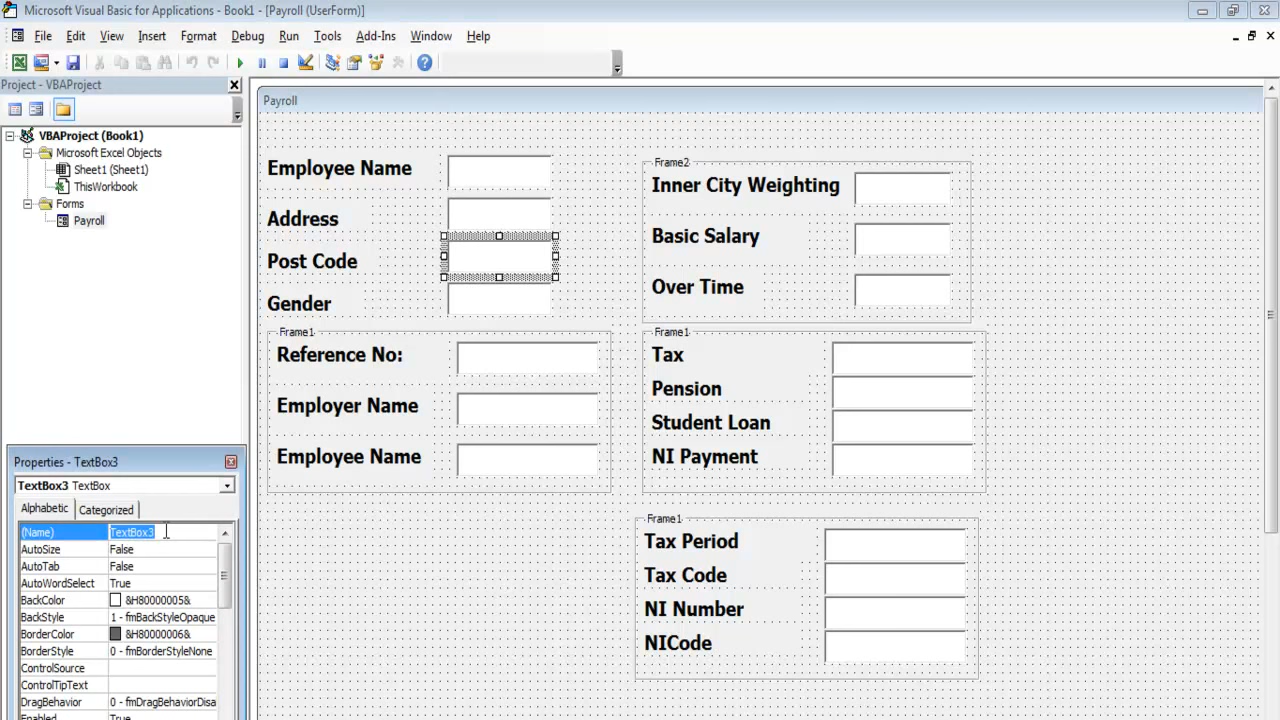 Microsoft Visual Basic for Applications - Book1 - [Payroll (UserForm)]
File Edit View Insert Format Debug Run Tools Add-Ins Window Help
Project - VBAProject
VBAProject (Book1)
Microsoft Excel Objects
Sheet1 (Sheet1)
ThisWorkbook
Forms
Payroll
Properties - TextBox3
TextBox3 TextBox
Alphabetic Categorized
(Name) TextBox3
AutoSize False
AutoTab False
AutoWordSelect True
BackColor &H80000005&
BackStyle 1 - fmBackStyleOpaque
BorderColor &H80000006&
BorderStyle 0 - fmBorderStyleNone
ControlSource
ControlTipText
DragBehavior 0 - fmDragBehaviorDisa
Enabled True
Payroll
Employee Name
Address
Post Code
Gender
Frame1
Reference No:
Employer Name
Employee Name
Frame2
Inner City Weighting
Basic Salary
Over Time
Frame1
Tax
Pension
Student Loan
NI Payment
Frame1
Tax Period
Tax Code
NI Number
NICode